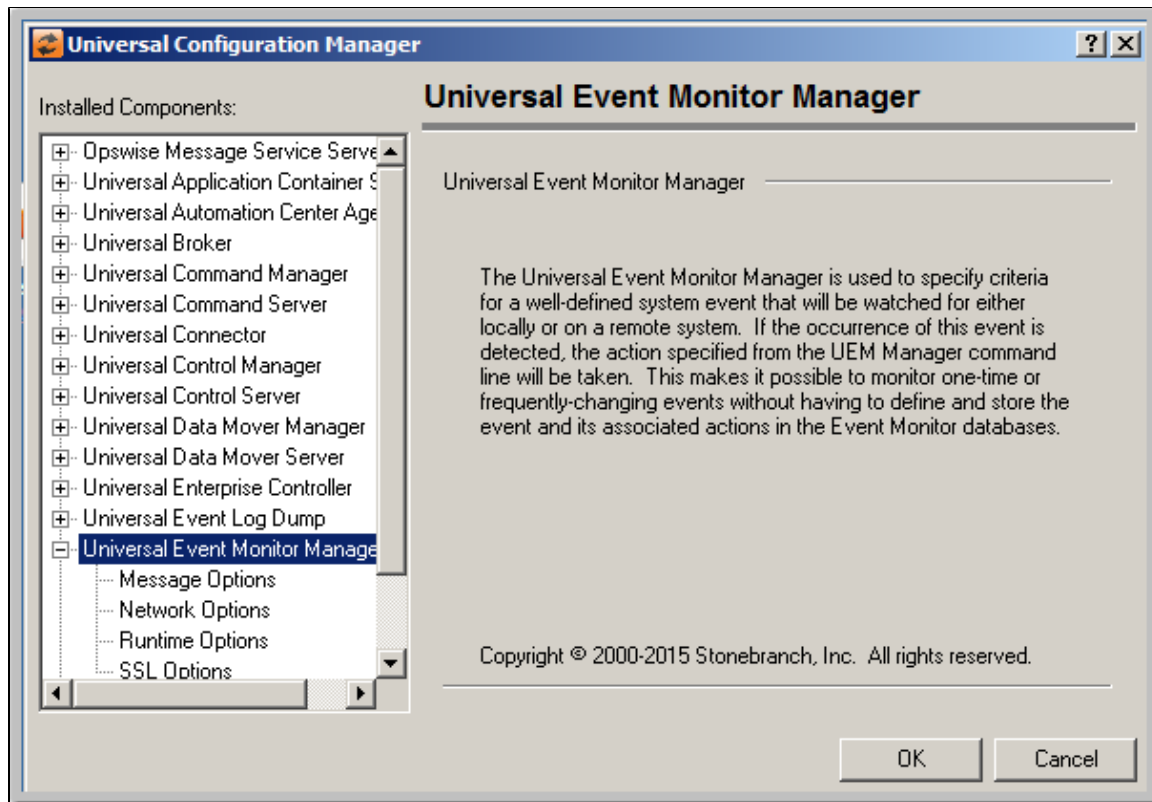 Universal Configuration Manager
Installed Components:
Opswise Message Service Serve
Universal Application Container S
Universal Automation Center Age
Universal Broker
Universal Command Manager
Universal Command Server
Universal Connector
Universal Control Manager
Universal Control Server
Universal Data Mover Manager
Universal Data Mover Server
Universal Enterprise Controller
Universal Event Log Dump
Universal Event Monitor Manage
Message Options
Network Options
Runtime Options
SSL Options
Universal Event Monitor Manager
Universal Event Monitor Manager
The Universal Event Monitor Manager is used to specify criteria
for a well-defined system event that will be watched for either
locally or on a remote system.  If the occurrence of this event is
detected, the action specified from the UEM Manager command
line will be taken.  This makes it possible to monitor one-time or
frequently-changing events without having to define and store the
event and its associated actions in the Event Monitor databases.
Copyright © 2000-2015 Stonebranch, Inc.  All rights reserved.
OK
Cancel